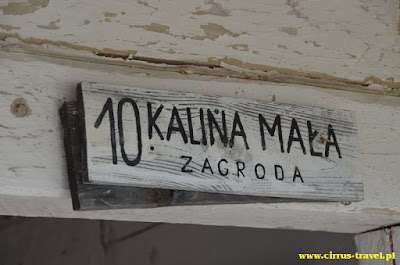 10. KALINA MAŁA
ZAGRODA
www.cirrus-travel.pl